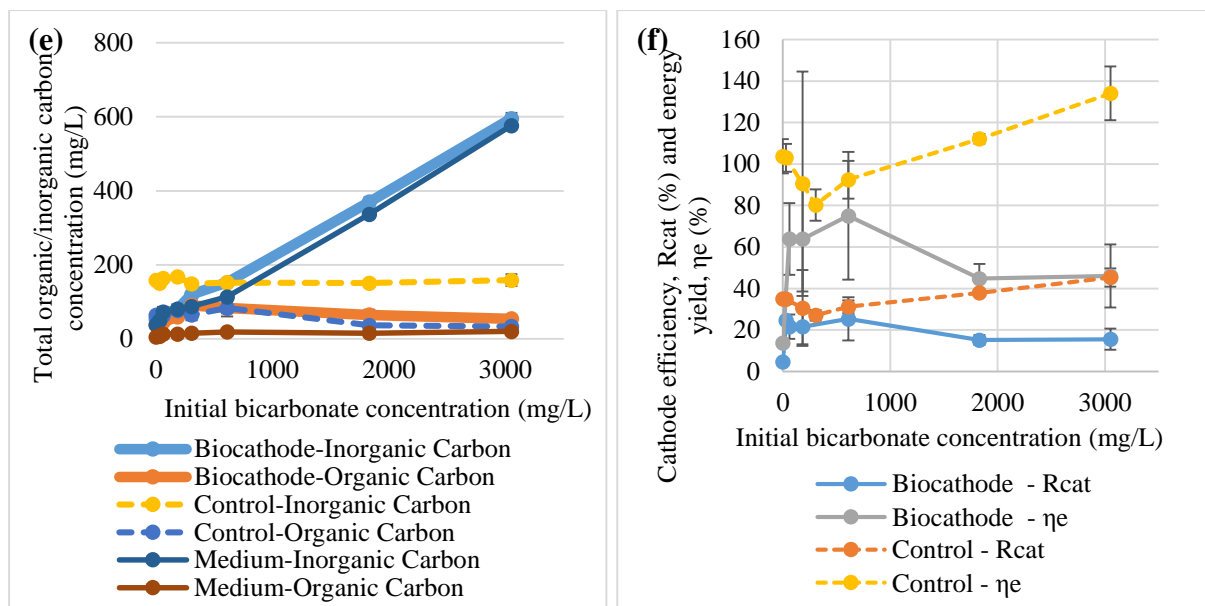 (e)
Total organic/inorganic carbon
concentration (mg/L)
800
600
400
200
0
0
1000
2000
3000
Initial bicarbonate concentration (mg/L)
Biocathode-Inorganic Carbon
Biocathode-Organic Carbon
Control-Inorganic Carbon
Control-Organic Carbon
Medium-Inorganic Carbon
Medium-Organic Carbon
(f)
Cathode efficiency, Rcat (%) and energy
yield, ηe (%)
160
140
120
100
80
60
40
20
0
0
1000
2000
3000
Initial bicarbonate concentration (mg/L)
Biocathode - Rcat
Biocathode - ηe
Control - Rcat
Control - ηe